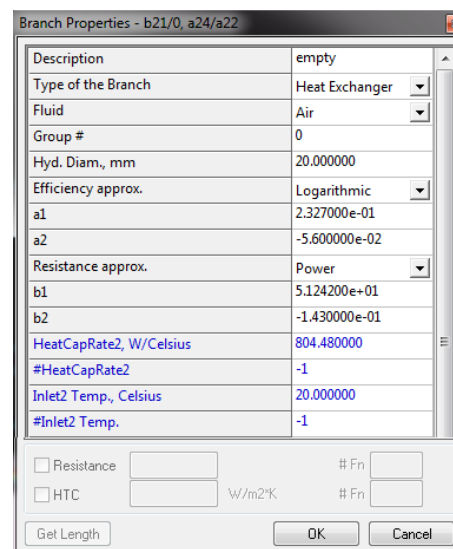 Branch Properties - b21/0, a24/a22
Description empty
Type of the Branch Heat Exchanger
Fluid Air
Group # 0
Hyd. Diam., mm 20.000000
Efficiency approx. Logarithmic
a1 2.327000e-01
a2 -5.600000e-02
Resistance approx. Power
b1 5.124200e+01
b2 -1.430000e-01
HeatCapRate2, W/Celsius 804.480000
#HeatCapRate2 -1
Inlet2 Temp., Celsius 20.000000
#Inlet2 Temp. -1
Resistance # Fn
HTC W/m2*K # Fn
Get Length OK Cancel